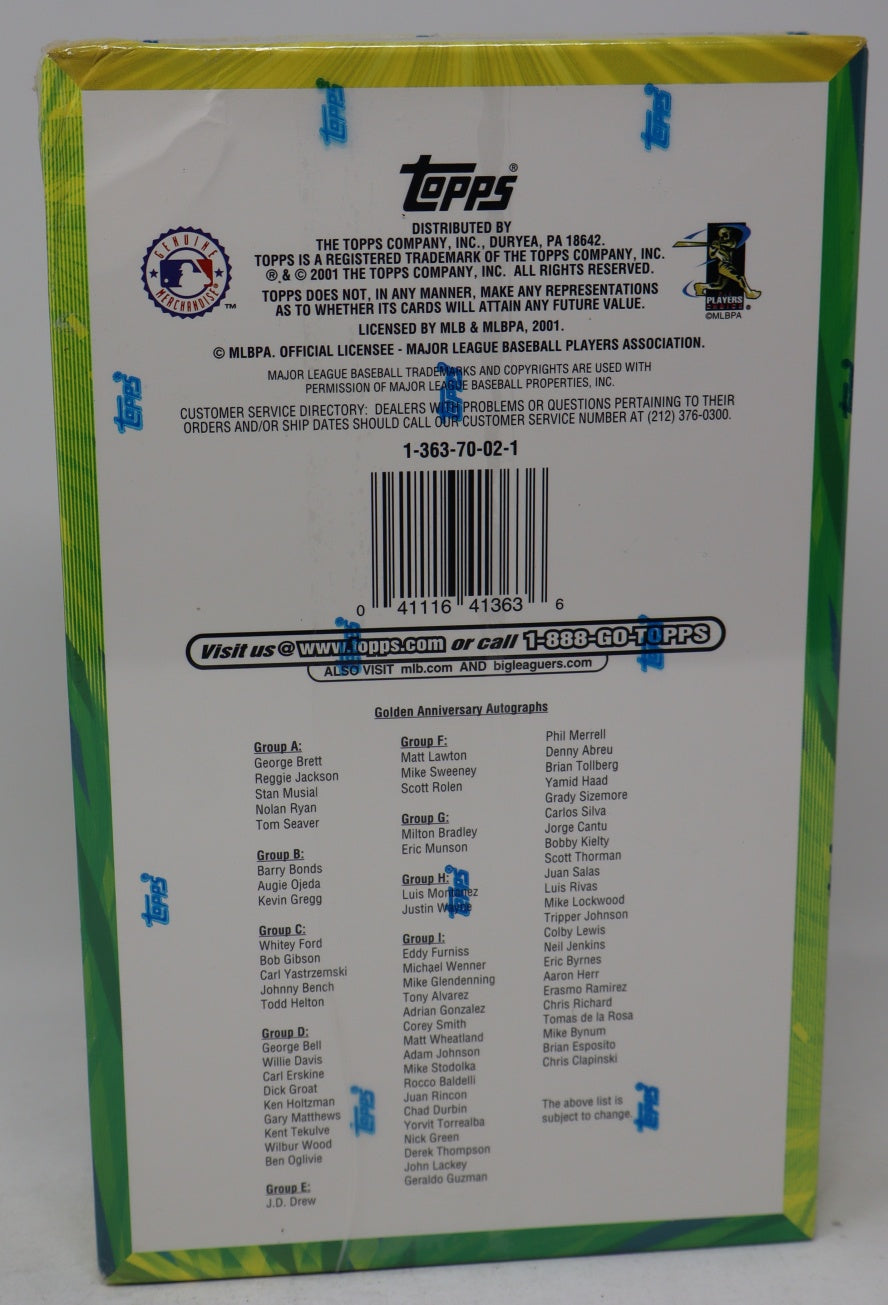 topps®
DISTRIBUTED BY
THE TOPPS COMPANY, INC., DURYEA, PA 18642.
TOPPS IS A REGISTERED TRADEMARK OF THE TOPPS COMPANY, INC.
® & © 2001 THE TOPPS COMPANY, INC. ALL RIGHTS RESERVED.
TOPPS DOES NOT, IN ANY MANNER, MAKE ANY REPRESENTATIONS
AS TO WHETHER ITS CARDS WILL ATTAIN ANY FUTURE VALUE.
LICENSED BY MLB & MLBPA, 2001.
© MLBPA. OFFICIAL LICENSEE - MAJOR LEAGUE BASEBALL PLAYERS ASSOCIATION.
GENUINE
MERCHANDISE
™
PLAYERS
CHOICE
©MLBPA
MAJOR LEAGUE BASEBALL TRADEMARKS AND COPYRIGHTS ARE USED WITH
PERMISSION OF MAJOR LEAGUE BASEBALL PROPERTIES, INC.
CUSTOMER SERVICE DIRECTORY: DEALERS WITH PROBLEMS OR QUESTIONS PERTAINING TO THEIR
ORDERS AND/OR SHIP DATES SHOULD CALL OUR CUSTOMER SERVICE NUMBER AT (212) 376-0300.
1-363-70-02-1
0 41116 41363 6
Visit us @ www.topps.com or call 1-888-GO-TOPPS
ALSO VISIT mlb.com AND bigleaguers.com
Golden Anniversary Autographs
Group A:
George Brett
Reggie Jackson
Stan Musial
Nolan Ryan
Tom Seaver
Group B:
Barry Bonds
Augie Ojeda
Kevin Gregg
Group C:
Whitey Ford
Bob Gibson
Carl Yastrzemski
Johnny Bench
Todd Helton
Group D:
George Bell
Willie Davis
Carl Erskine
Dick Groat
Ken Holtzman
Gary Matthews
Kent Tekulve
Wilbur Wood
Ben Oglivie
Group E:
J.D. Drew
Group F:
Matt Lawton
Mike Sweeney
Scott Rolen
Group G:
Milton Bradley
Eric Munson
Group H:
Luis Montanez
Justin Wayne
Group I:
Eddy Furniss
Michael Wenner
Mike Glendenning
Tony Alvarez
Adrian Gonzalez
Corey Smith
Matt Wheatland
Adam Johnson
Mike Stodolka
Rocco Baldelli
Juan Rincon
Chad Durbin
Yorvit Torrealba
Nick Green
Derek Thompson
John Lackey
Geraldo Guzman
Phil Merrell
Denny Abreu
Brian Tollberg
Yamid Haad
Grady Sizemore
Carlos Silva
Jorge Cantu
Bobby Kielty
Scott Thorman
Juan Salas
Luis Rivas
Mike Lockwood
Tripper Johnson
Colby Lewis
Neil Jenkins
Eric Byrnes
Aaron Herr
Erasmo Ramirez
Chris Richard
Tomas de la Rosa
Mike Bynum
Brian Esposito
Chris Clapinski
The above list is
subject to change.
topps
topps
topps
topps
topps
topps
topps
topps
topps
topps